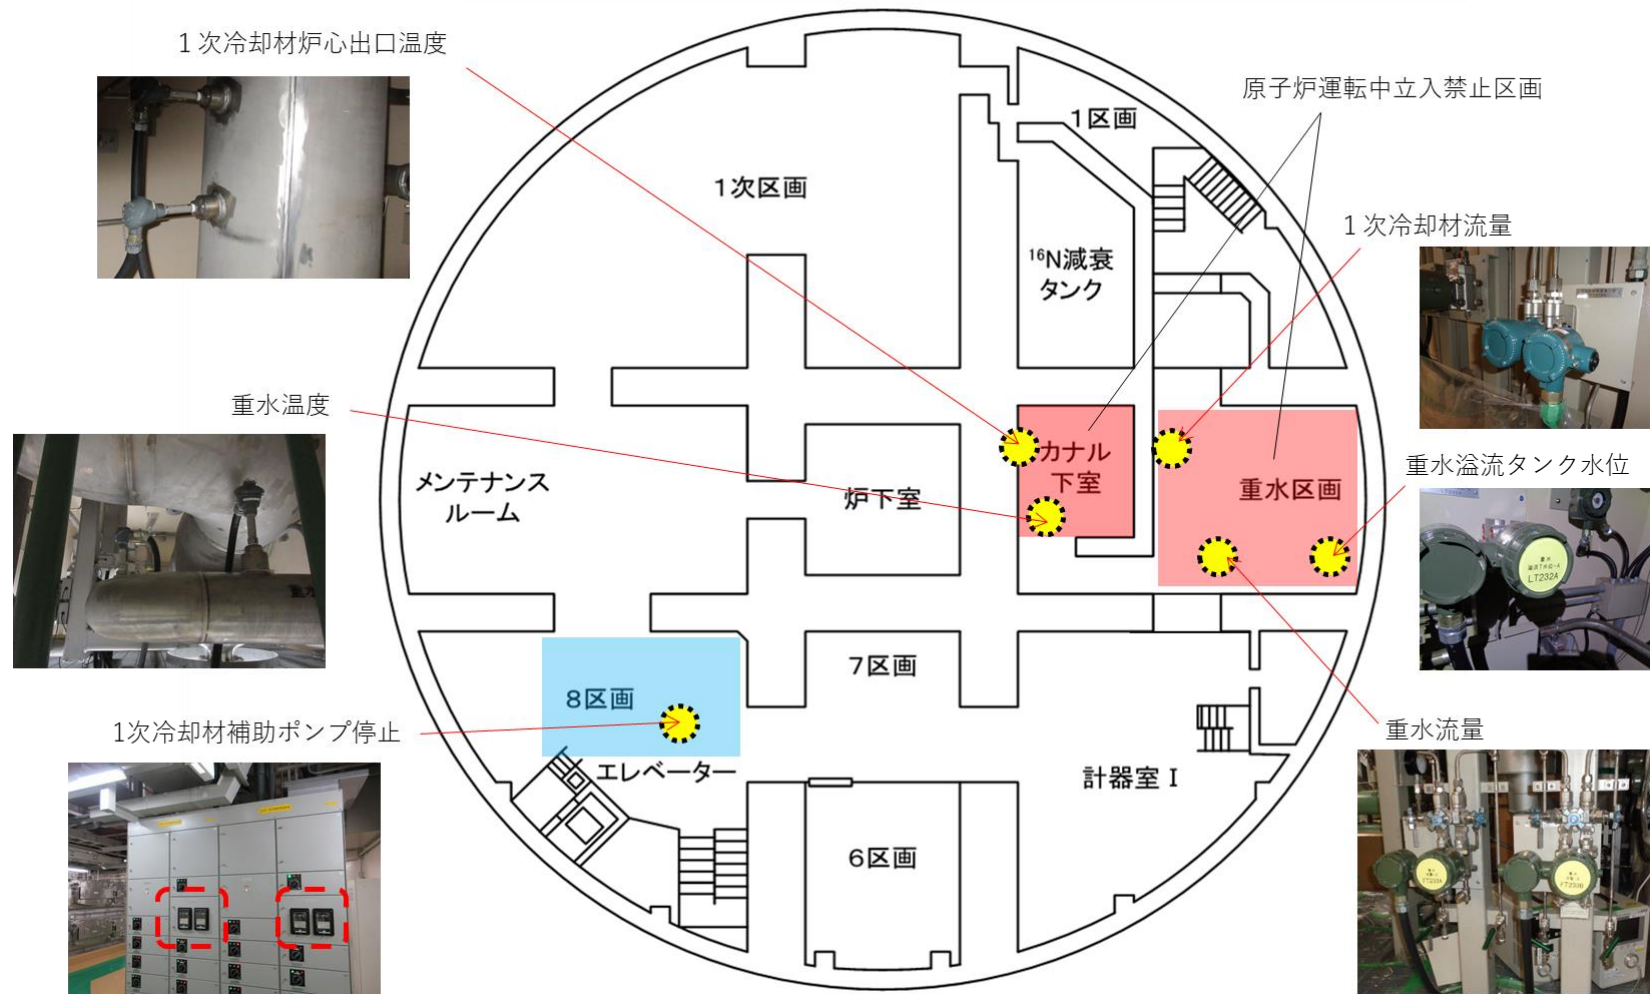 1次冷却材炉心出口温度
原子炉運転中立入禁止区画
1区画
1次区画
1次冷却材流量
¹⁶N減衰
タンク
重水温度
カナル
下室
重水溢流タンク水位
メンテナンス
ルーム
炉下室
重水区画
LT232A
7区画
8区画
1次冷却材補助ポンプ停止
重水流量
エレベーター
計器室 I
6区画